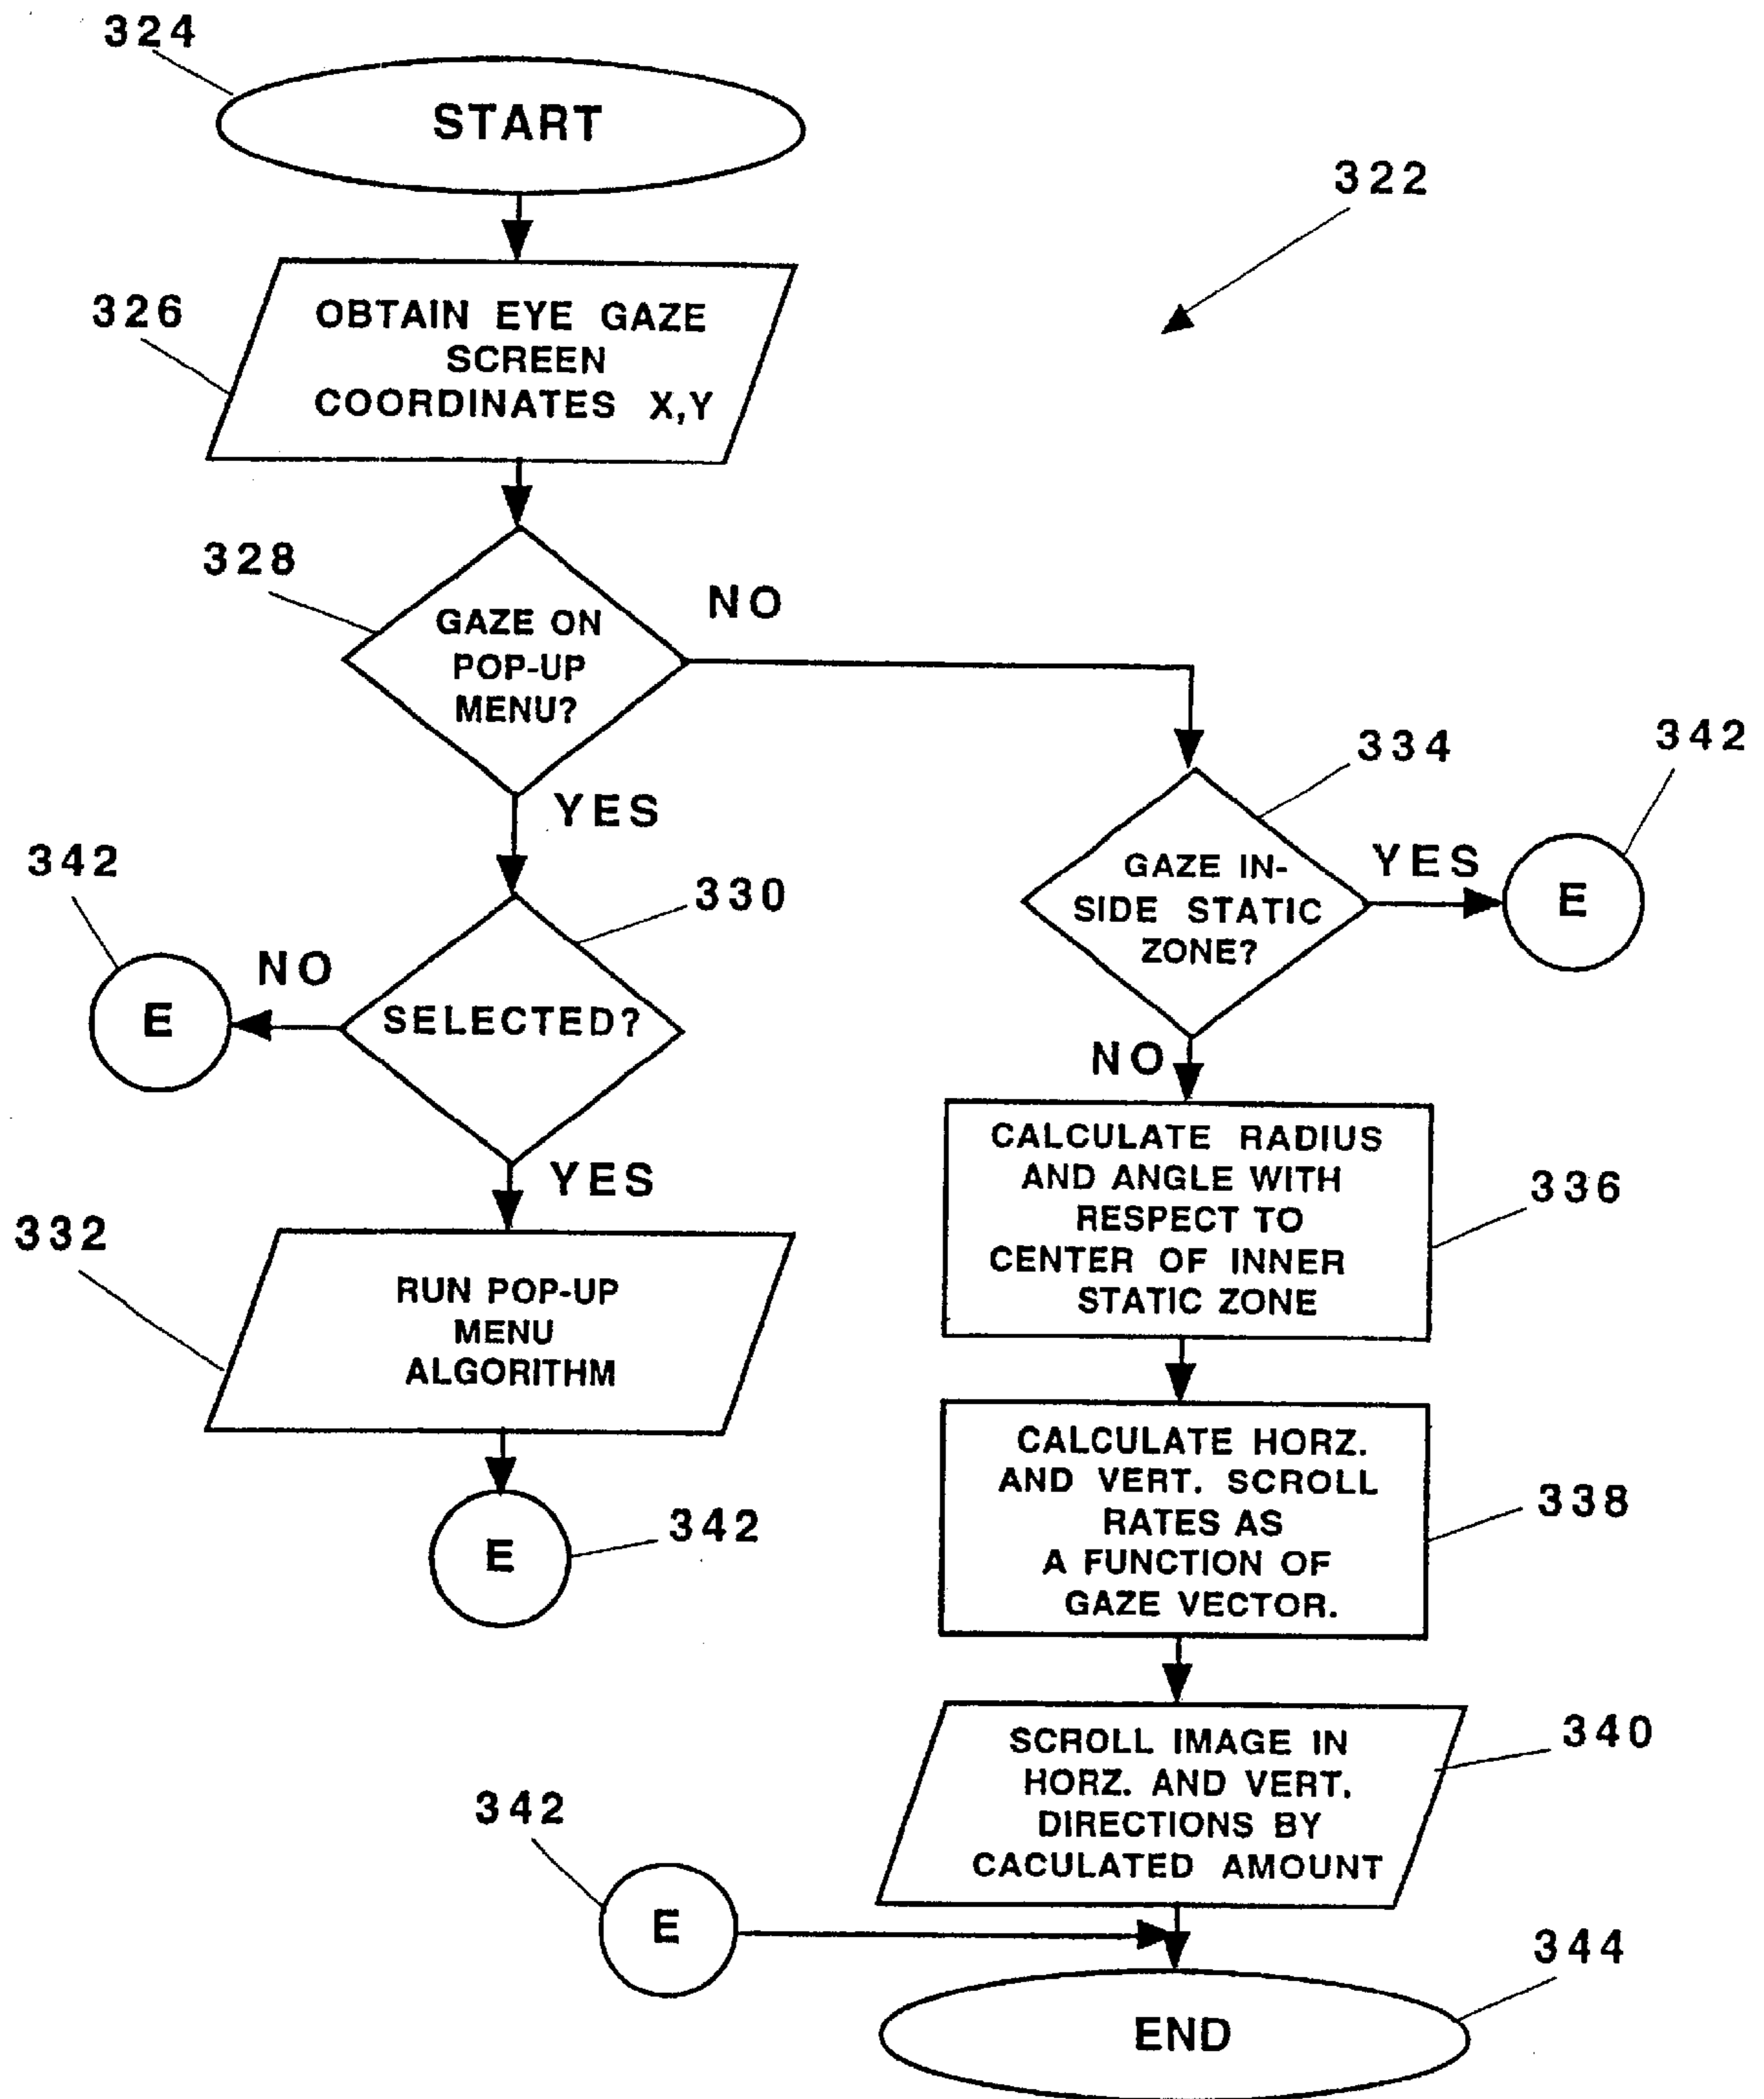 324
START
322
326
OBTAIN EYE GAZE
SCREEN
COORDINATES X,Y
328
GAZE ON
POP-UP
MENU?
NO
YES
334
342
GAZE IN-
SIDE STATIC
ZONE?
YES
E
342
330
NO
E
SELECTED?
NO
YES
336
CALCULATE RADIUS
AND ANGLE WITH
RESPECT TO
CENTER OF INNER
STATIC ZONE
332
RUN POP-UP
MENU
ALGORITHM
338
CALCULATE HORZ.
AND VERT. SCROLL
RATES AS
A FUNCTION OF
GAZE VECTOR.
342
E
340
SCROLL IMAGE IN
HORZ. AND VERT.
DIRECTIONS BY
CACULATED AMOUNT
342
E
344
END